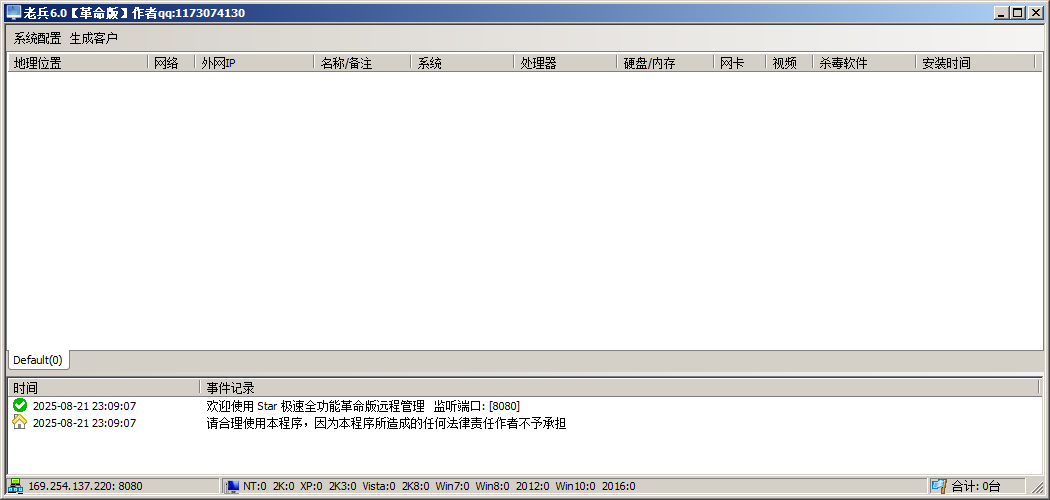 老兵6.0【革命版】作者qq:1173074130
系统配置 生成客户
地理位置 网络 外网IP 名称/备注 系统 处理器 硬盘/内存 网卡 视频 杀毒软件 安装时间
Default(0)
时间 事件记录
2025-08-21 23:09:07 欢迎使用 Star 极速全功能革命版远程管理 监听端口: [8080]
2025-08-21 23:09:07 请合理使用本程序，因为本程序所造成的任何法律责任作者不予承担
169.254.137.220: 8080 NT:0 2K:0 XP:0 2K3:0 Vista:0 2K8:0 Win7:0 Win8:0 2012:0 Win10:0 2016:0 合计: 0台